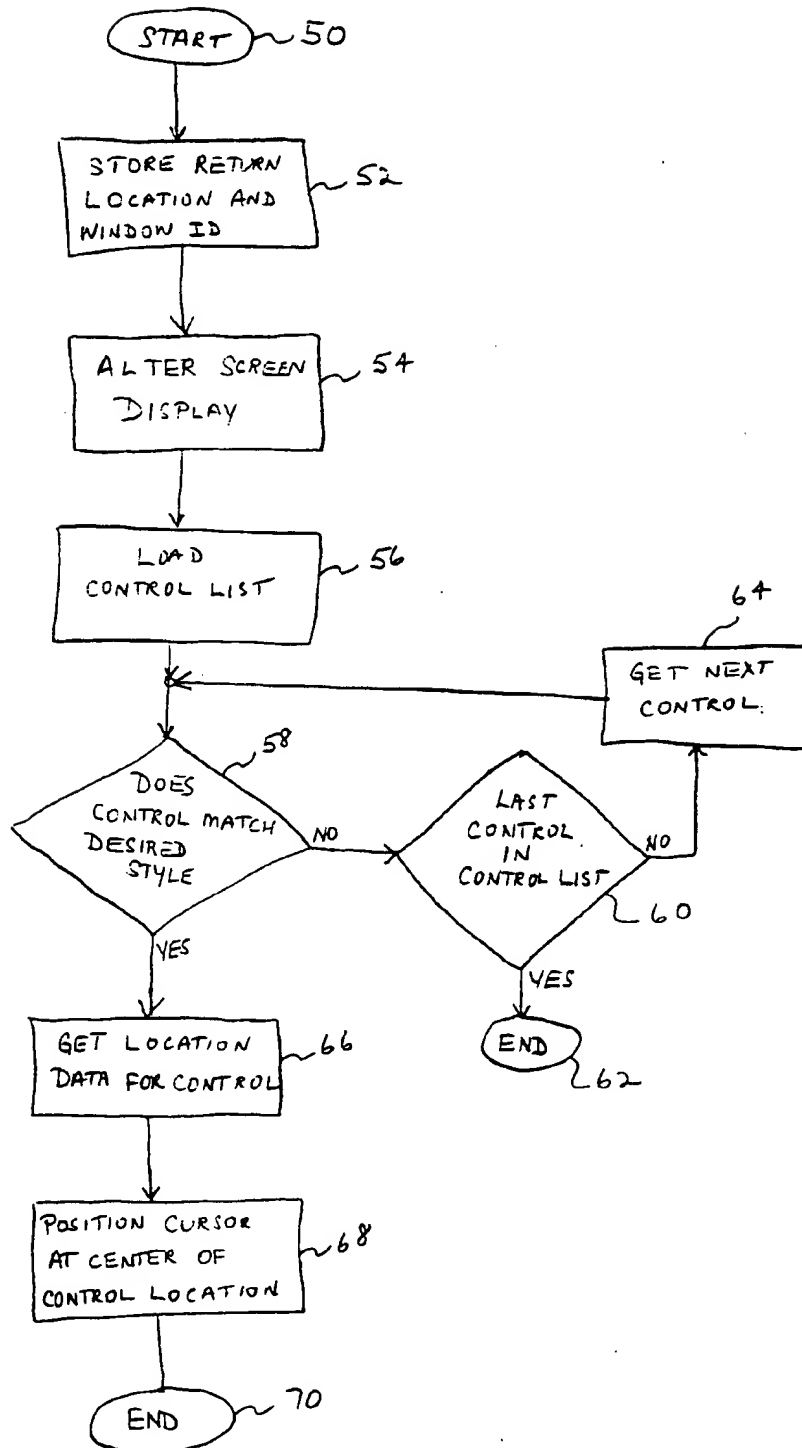 START
50
STORE RETURN
LOCATION AND
WINDOW ID
52
ALTER SCREEN
DISPLAY
54
LOAD
CONTROL LIST
56
64
GET NEXT
CONTROL.
58
DOES
CONTROL MATCH
DESIRED
STYLE
NO
LAST
CONTROL
IN
CONTROL LIST
NO
60
YES
YES
GET LOCATION
DATA FOR CONTROL
66
END
62
POSITION CURSOR
AT CENTER OF
CONTROL LOCATION
68
END
70